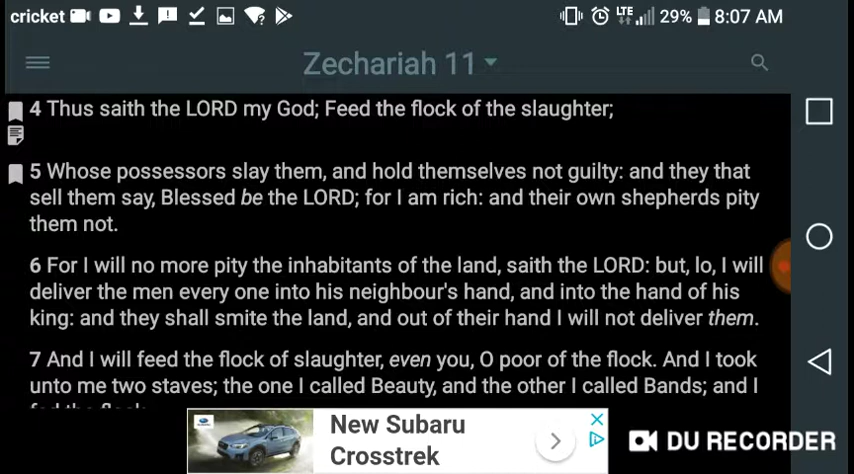 cricket LTE 29% 8:07 AM
Zechariah 11
4 Thus saith the LORD my God; Feed the flock of the slaughter;
5 Whose possessors slay them, and hold themselves not guilty: and they that
sell them say, Blessed be the LORD; for I am rich: and their own shepherds pity
them not.
6 For I will no more pity the inhabitants of the land, saith the LORD: but, lo, I will
deliver the men every one into his neighbour's hand, and into the hand of his
king: and they shall smite the land, and out of their hand I will not deliver them.
7 And I will feed the flock of slaughter, even you, O poor of the flock. And I took
unto me two staves; the one I called Beauty, and the other I called Bands; and I
fed the flock.
New Subaru
Crosstrek
DU RECORDER